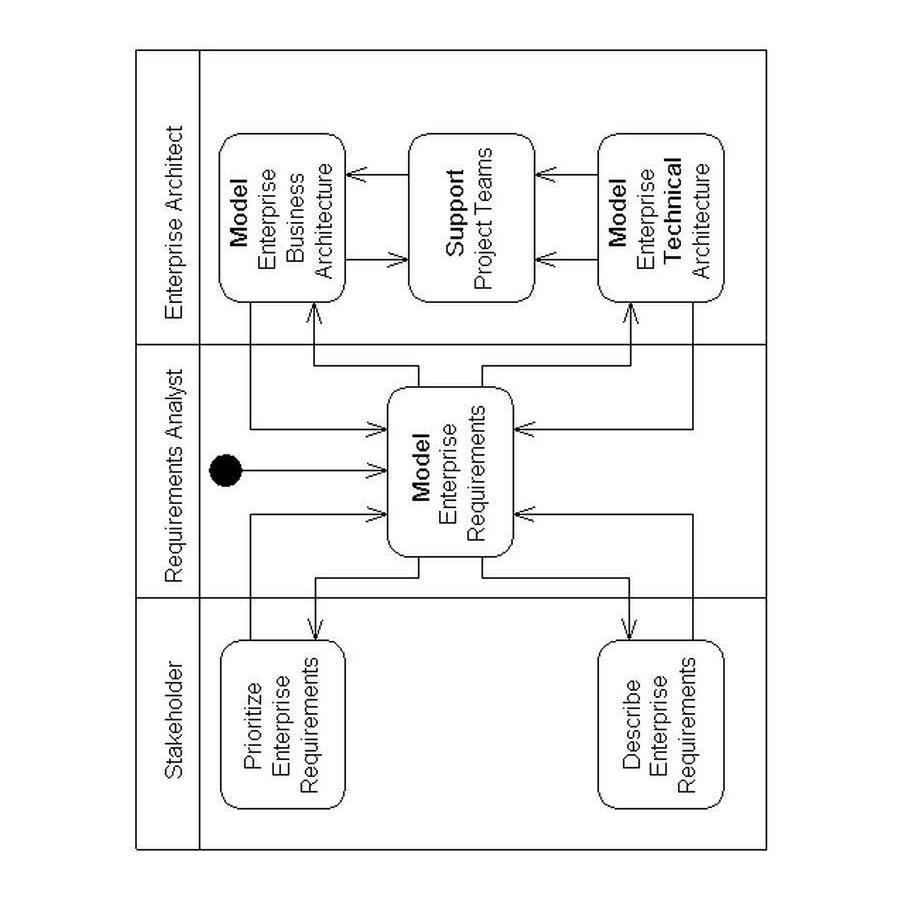 Stakeholder
Requirements Analyst
Enterprise Architect
Prioritize
Enterprise
Requirements
Model
Enterprise
Business
Architecture
Model
Enterprise
Requirements
Support
Project Teams
Describe
Enterprise
Requirements
Model
Enterprise
Technical
Architecture